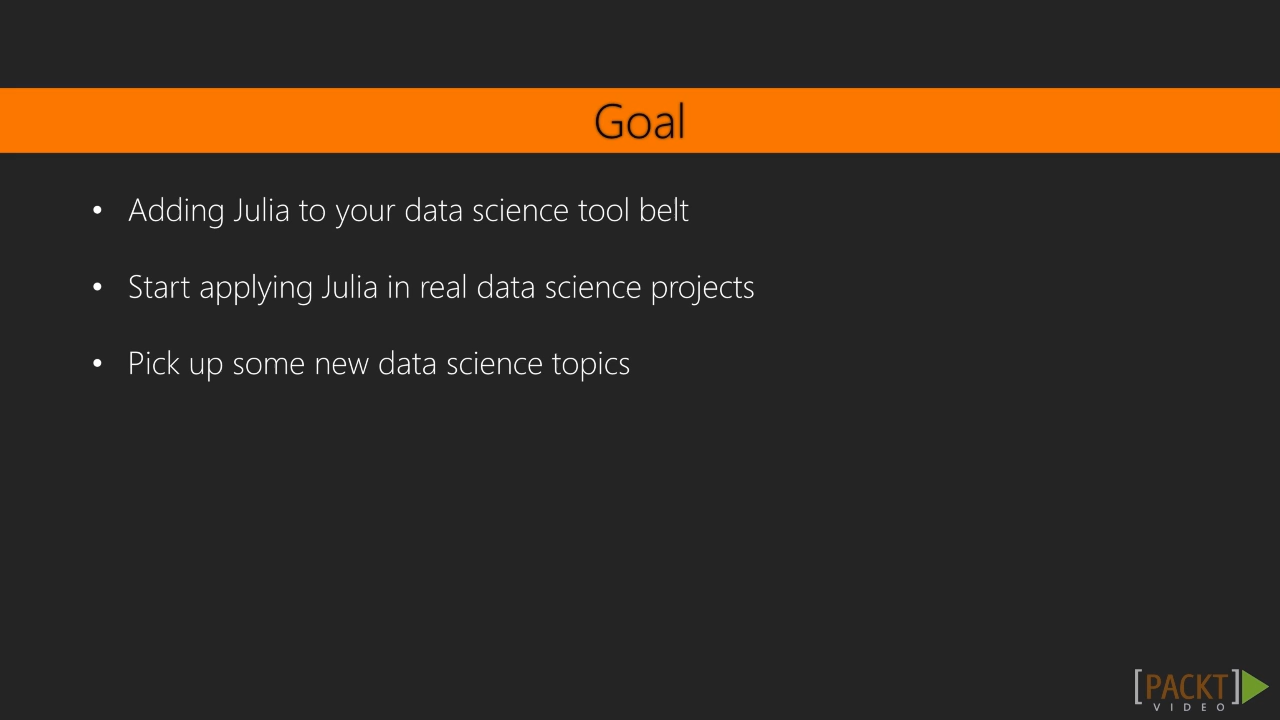 Goal
• Adding Julia to your data science tool belt
• Start applying Julia in real data science projects
• Pick up some new data science topics
[PACKT]
VIDEO